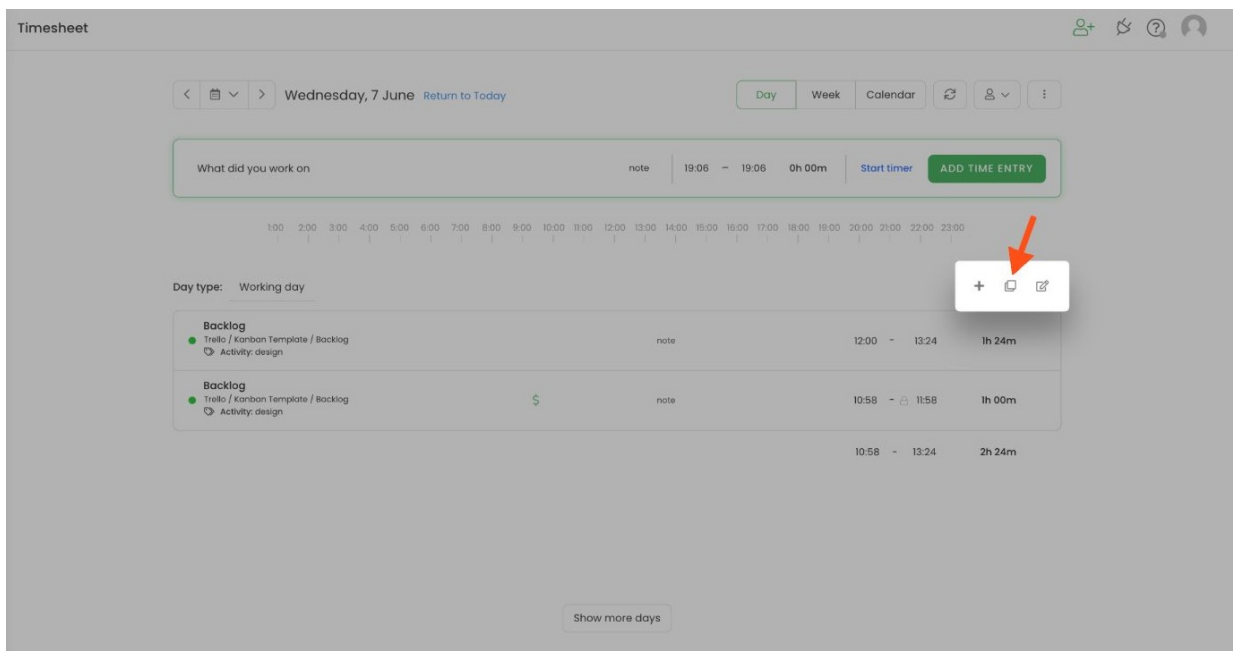 Timesheet
Wednesday, 7 June Return to Today
Day Week Calendar
What did you work on note 19:06 – 19:06 0h 00m Start timer ADD TIME ENTRY
1:00 2:00 3:00 4:00 5:00 6:00 7:00 8:00 9:00 10:00 11:00 12:00 13:00 14:00 15:00 16:00 17:00 18:00 19:00 20:00 21:00 22:00 23:00
Day type: Working day
Backlog
Trello / Kanban Template / Backlog note 12:00 - 13:24 1h 24m
Activity: design
Backlog
Trello / Kanban Template / Backlog $ note 10:58 - 11:58 1h 00m
Activity: design
10:58 - 13:24 2h 24m
Show more days